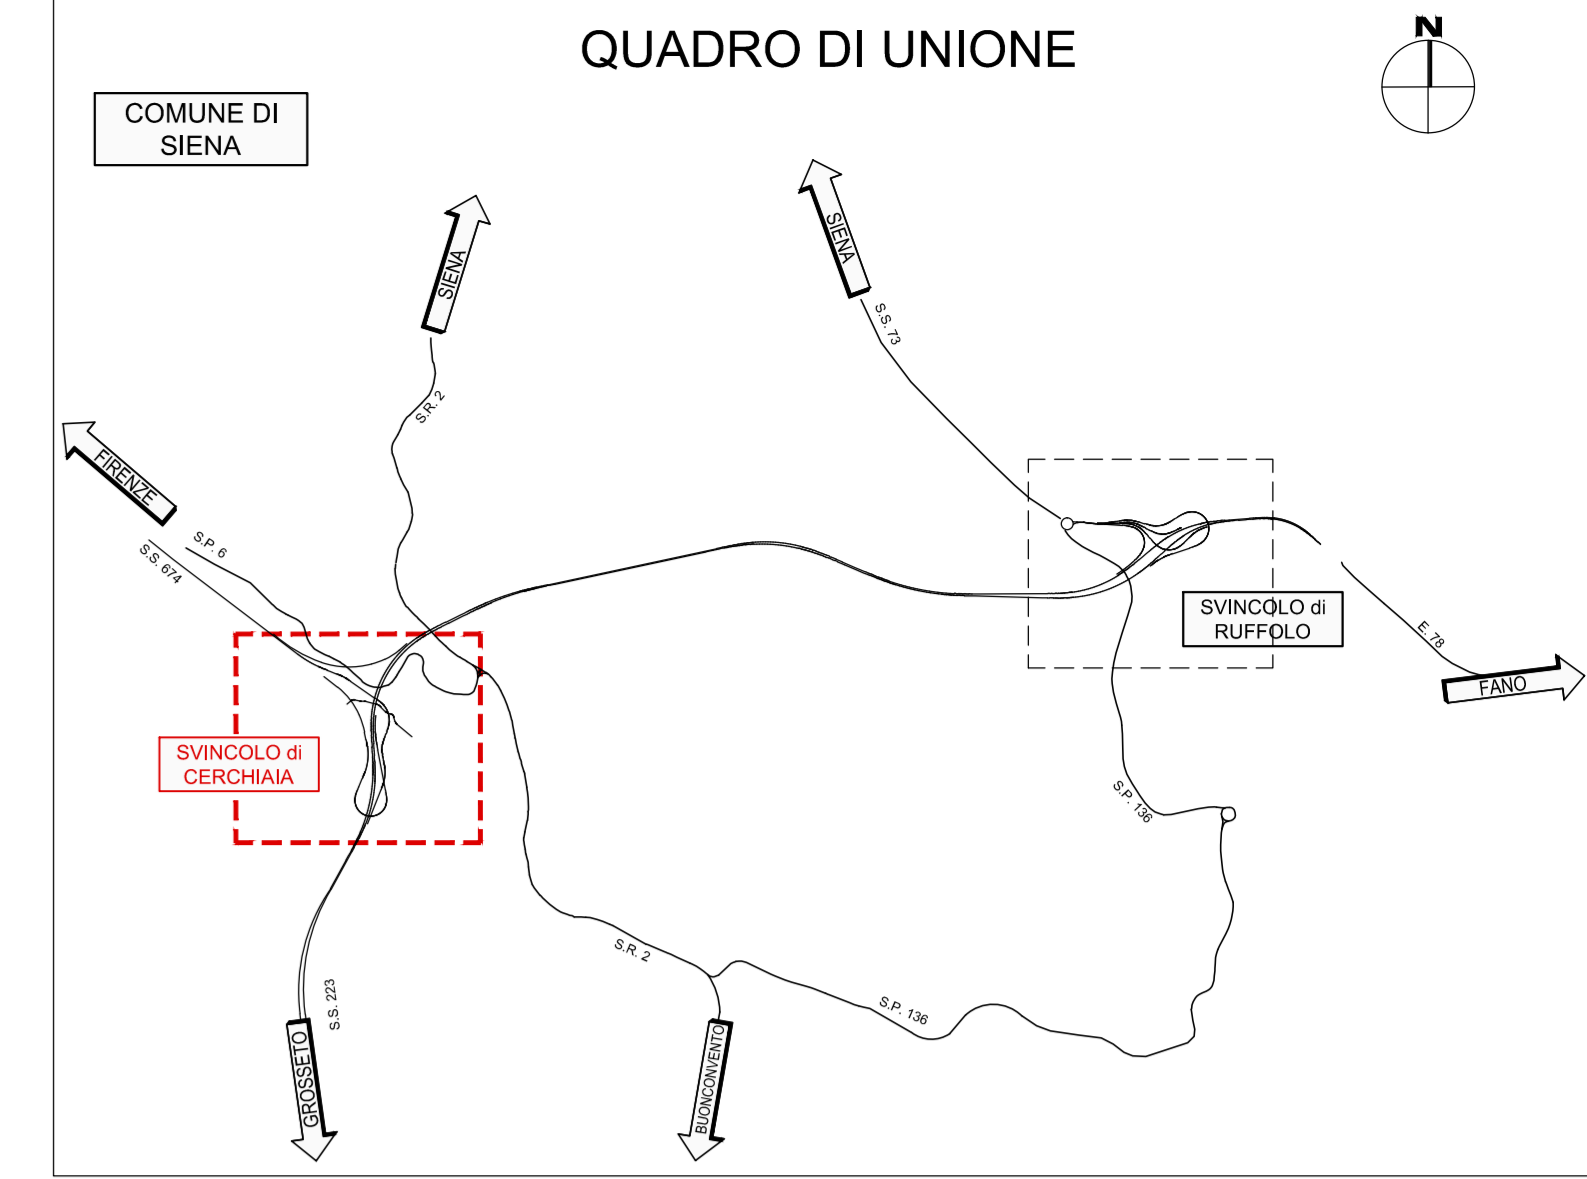 QUADRO DI UNIONE
N
COMUNE DI
SIENA
SIENA
SIENA
S.S. 73
S.R. 2
FIRENZE
S.P. 6
S.S. 674
SVINCOLO di
RUFFOLO
E. 78
FANO
SVINCOLO di
CERCHIAIA
S.P. 136
S.R. 2
S.S. 223
S.P. 136
GROSSETO
BUONCONVENTO